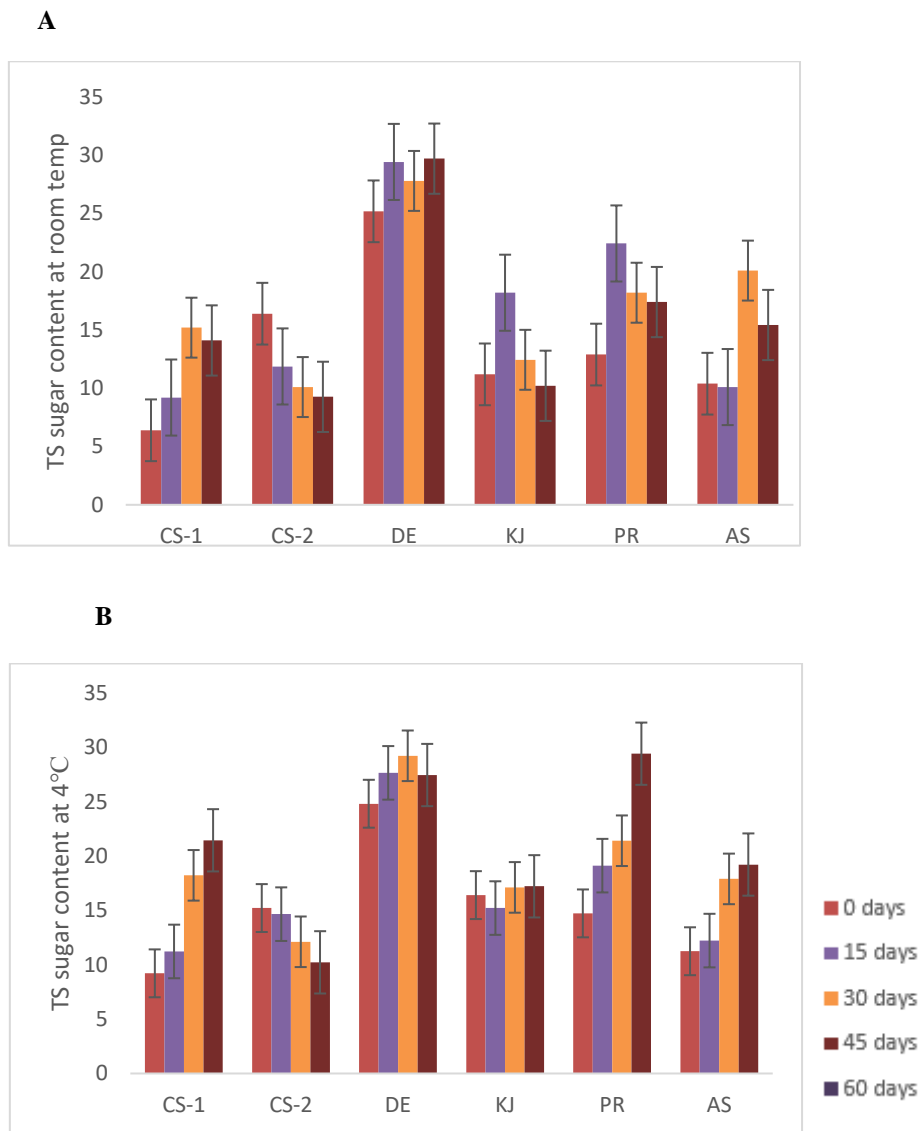 A
TS sugar content at room temp
35
30
25
20
15
10
5
0
CS-1 CS-2 DE KJ PR AS
B
TS sugar content at 4℃
35
30
25
20
15
10
5
0
CS-1 CS-2 DE KJ PR AS
0 days
15 days
30 days
45 days
60 days